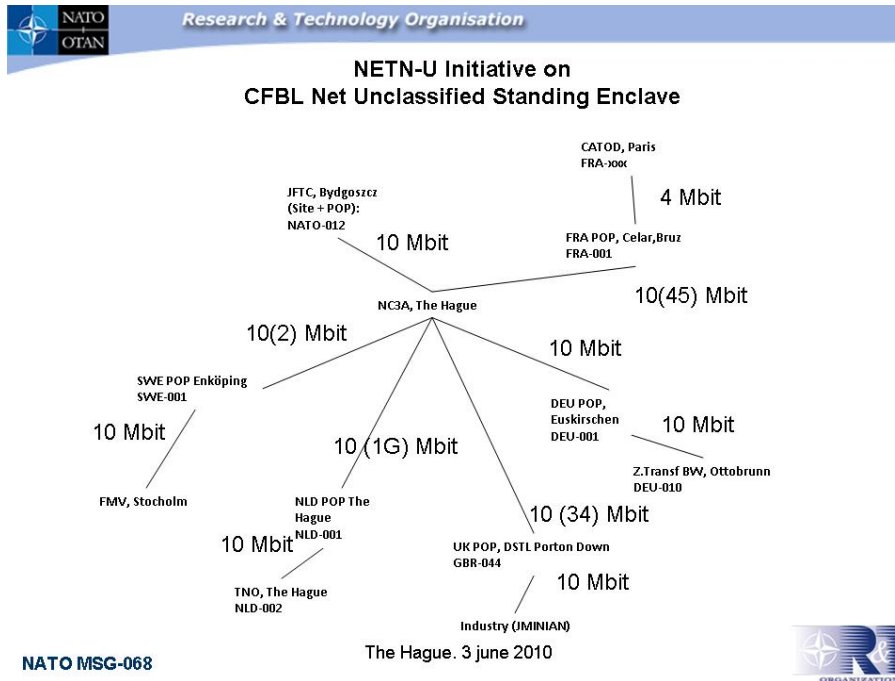 NATO
OTAN
Research & Technology Organisation
NETN-U Initiative on
CFBL Net Unclassified Standing Enclave
CATOD, Paris
FRA-xxx
4 Mbit
JFTC, Bydgoszcz
(Site + POP):
NATO-012
10 Mbit
FRA POP, Celar,Bruz
FRA-001
10(45) Mbit
NC3A, The Hague
10(2) Mbit
10 Mbit
SWE POP Enköping
SWE-001
DEU POP,
Euskirschen
DEU-001
10 Mbit
10 Mbit
10 (1G) Mbit
Z.Transf BW, Ottobrunn
DEU-010
FMV, Stocholm
NLD POP The
Hague
NLD-001
10 (34) Mbit
10 Mbit
UK POP, DSTL Porton Down
GBR-044
10 Mbit
TNO, The Hague
NLD-002
Industry (JMINIAN)
The Hague. 3 june 2010
NATO MSG-068
R&
ORGANIZATION